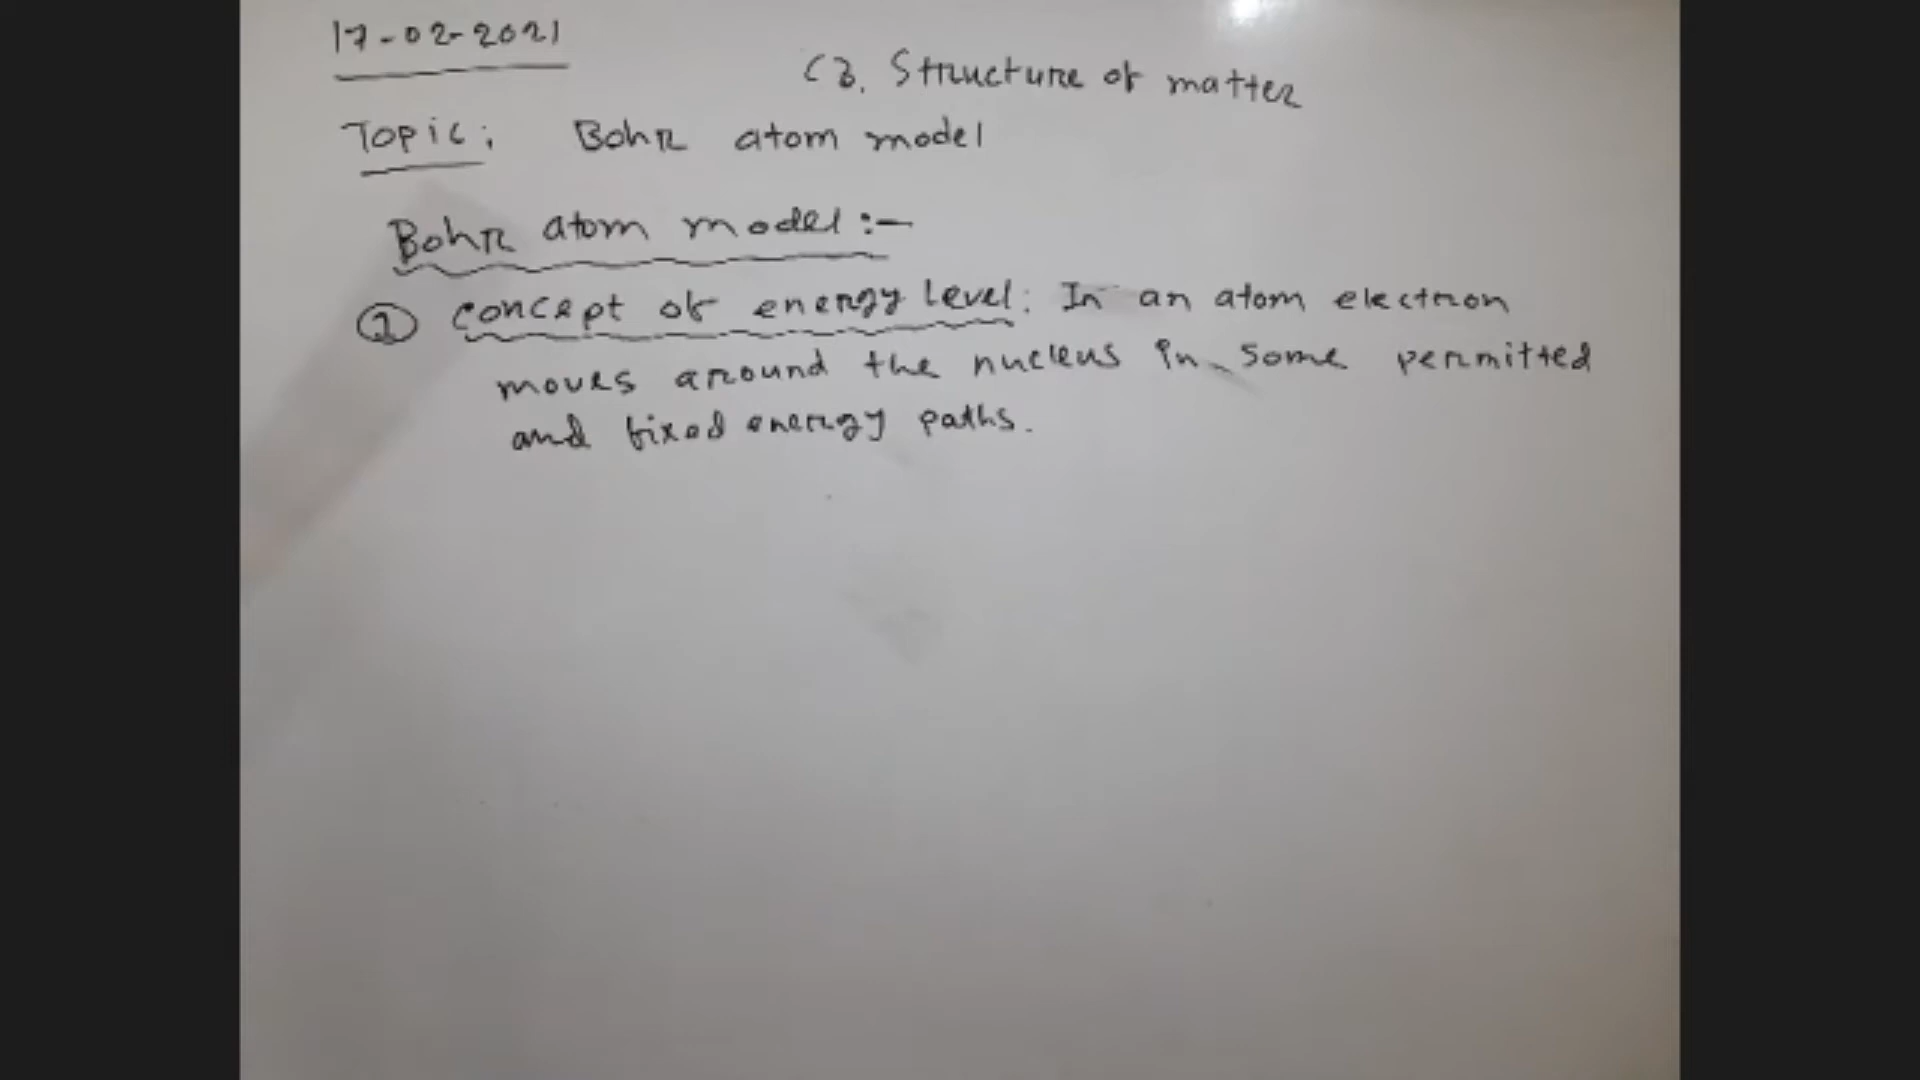 17-02-2021
C3. Structure of matter
Topic: Bohr atom model
Bohr atom model :-
① concept of energy level: In an atom electron
moves around the nucleus in some permitted
and fixed energy paths.